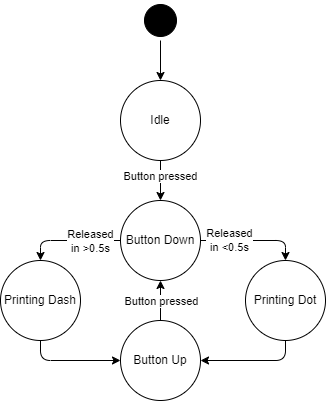 Idle
Button pressed
Button Down
Released
in >0.5s
Released
in <0.5s
Printing Dash
Button pressed
Printing Dot
Button Up